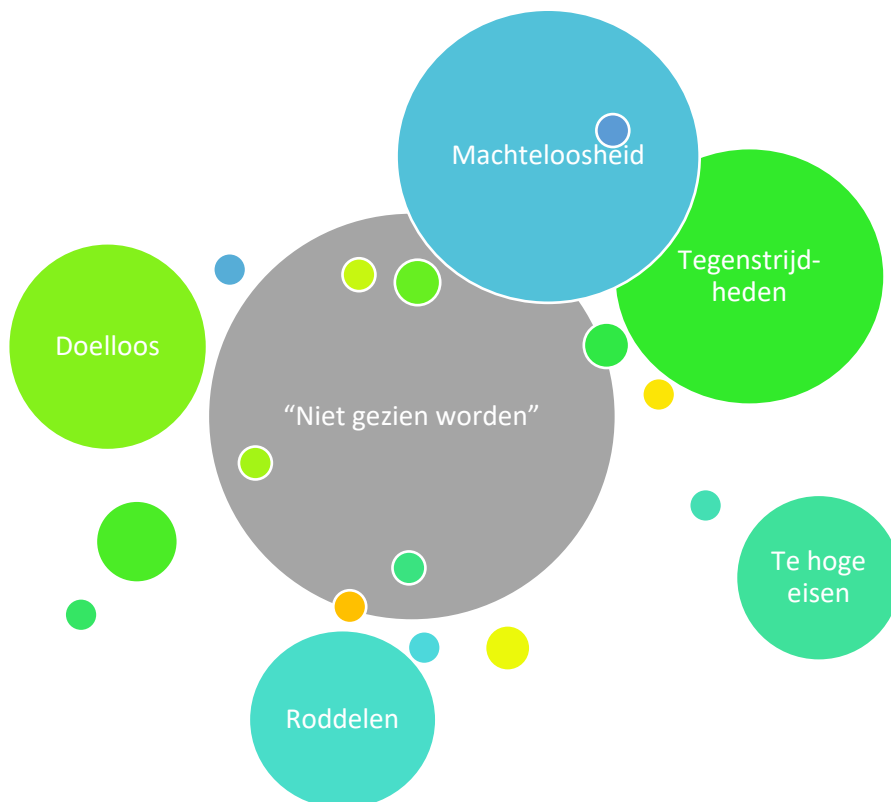 Machteloosheid
Tegenstrijd-
heden
Doelloos
“Niet gezien worden”
Te hoge
eisen
Roddelen